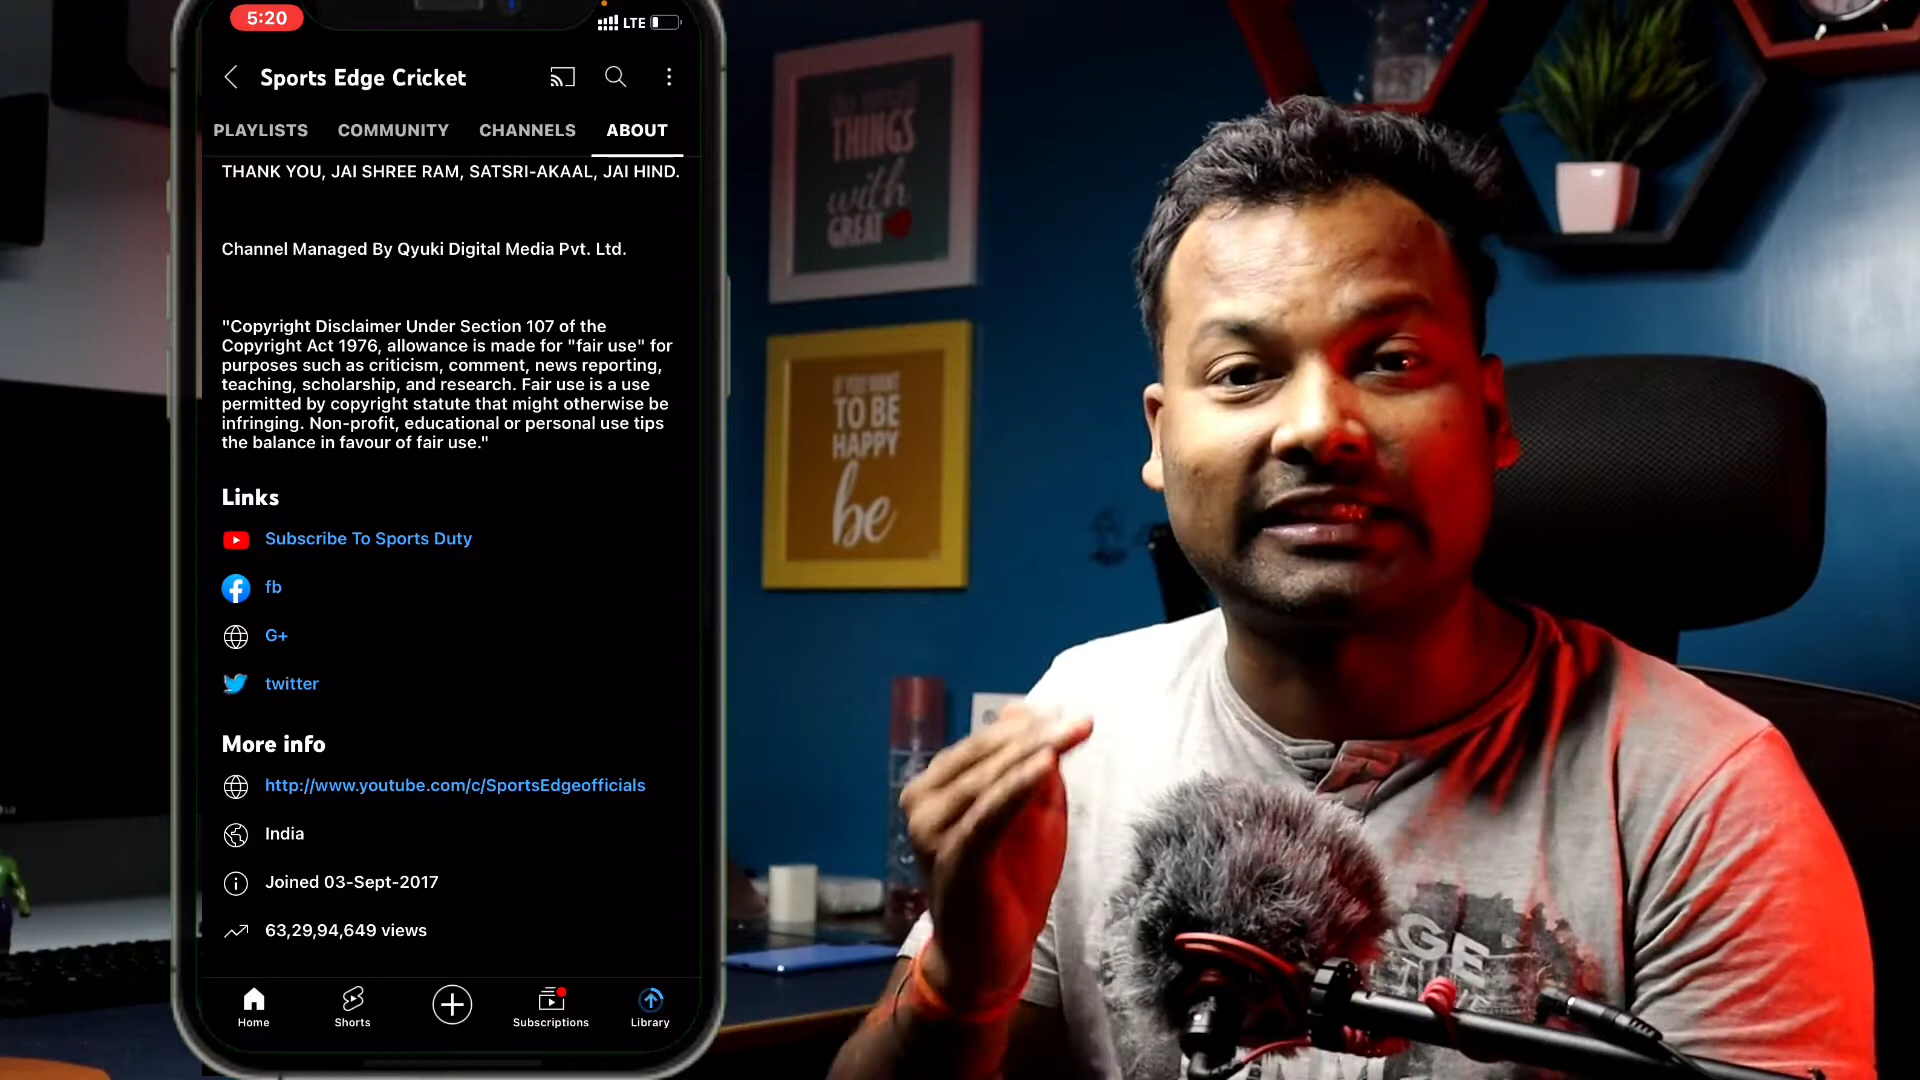 5:20
LTE
Sports Edge Cricket
PLAYLISTS COMMUNITY CHANNELS ABOUT
THANK YOU, JAI SHREE RAM, SATSRI-AKAAL, JAI HIND.
Channel Managed By Qyuki Digital Media Pvt. Ltd.
"Copyright Disclaimer Under Section 107 of the
Copyright Act 1976, allowance is made for "fair use" for
purposes such as criticism, comment, news reporting,
teaching, scholarship, and research. Fair use is a use
permitted by copyright statute that might otherwise be
infringing. Non-profit, educational or personal use tips
the balance in favour of fair use."
Links
Subscribe To Sports Duty
fb
G+
twitter
More info
http://www.youtube.com/c/SportsEdgeofficials
India
Joined 03-Sept-2017
63,29,94,649 views
Home Shorts Subscriptions Library
THINGS
with
GREAT
IF YOU WANT
TO BE
HAPPY
be